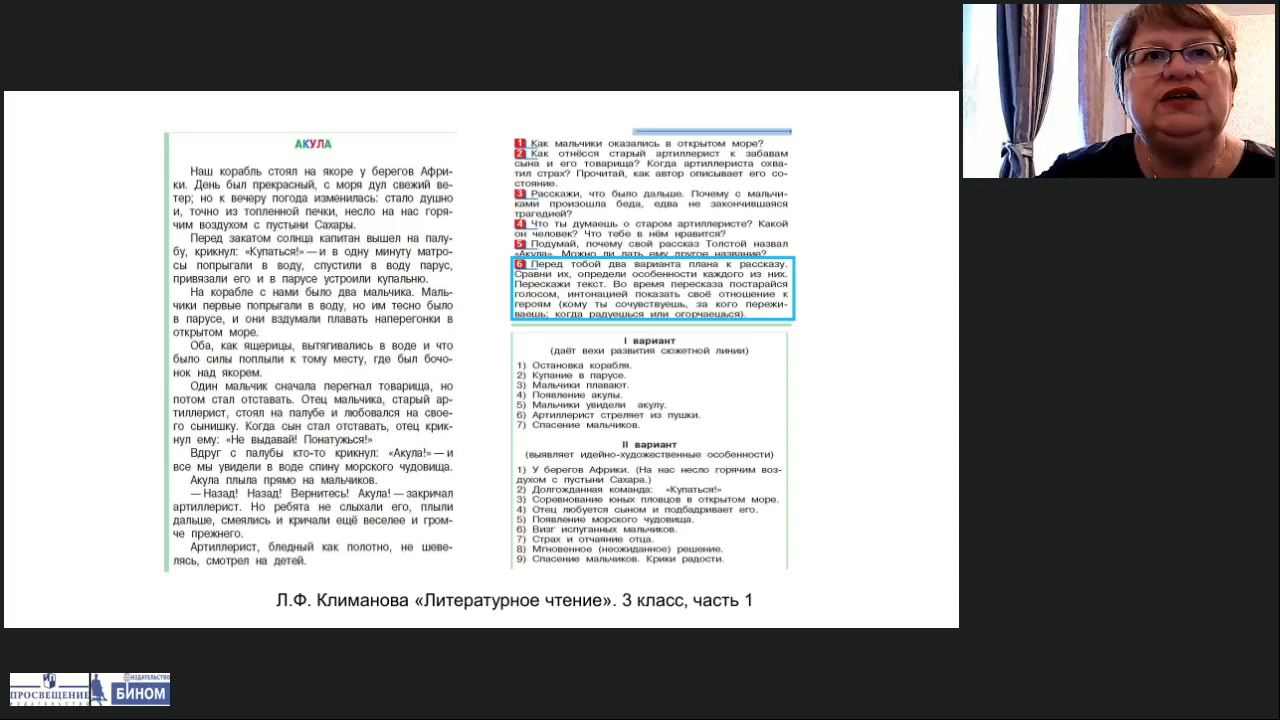 АКУЛА
Наш корабль стоял на якоре у берегов Афри-
ки. День был прекрасный, с моря дул свежий ве-
тер; но к вечеру погода изменилась: стало душно
и, точно из топленной печки, несло на нас горя-
чим воздухом с пустыни Сахары.
Перед закатом солнца капитан вышел на палу-
бу, крикнул: «Купаться!» — и в одну минуту матро-
сы попрыгали в воду, спустили в воду парус,
привязали его и в парусе устроили купальню.
На корабле с нами было два мальчика. Маль-
чики первые попрыгали в воду, но им тесно было
в парусе, и они вздумали плавать наперегонки в
открытом море.
Оба, как ящерицы, вытягивались в воде и что
было силы поплыли к тому месту, где был бочо-
нок над якорем.
Один мальчик сначала перегнал товарища, но
потом стал отставать. Отец мальчика, старый ар-
тиллерист, стоял на палубе и любовался на свое-
го сынишку. Когда сын стал отставать, отец крик-
нул ему: «Не выдавай! Понатужься!»
Вдруг с палубы кто-то крикнул: «Акула!» — и
все мы увидели в воде спину морского чудовища.
Акула плыла прямо на мальчиков.
— Назад! Назад! Вернитесь! Акула! — закричал
артиллерист. Но ребята не слыхали его, плыли
дальше, смеялись и кричали ещё веселее и гром-
че прежнего.
Артиллерист, бледный как полотно, не шеве-
лясь, смотрел на детей.
1 Как мальчики оказались в открытом море?
2 Как отнёсся старый артиллерист к забавам
сына и его товарища? Когда артиллериста охва-
тил страх? Прочитай, как автор описывает его со-
стояние.
3 Расскажи, что было дальше. Почему с мальчи-
ками произошла беда, едва не закончившаяся
трагедией?
4 Что ты думаешь о старом артиллеристе? Какой
он человек? Что тебе в нём нравится?
5 Подумай, почему свой рассказ Толстой назвал
«Акула». Можно ли дать ему другое название?
6 Перед тобой два варианта плана к рассказу.
Сравни их, определи особенности каждого из них.
Перескажи текст. Во время пересказа постарайся
голосом, интонацией показать своё отношение к
героям (кому ты сочувствуешь, за кого пережи-
ваешь; когда радуешься или огорчаешься).
I вариант
(даёт вехи развития сюжетной линии)
1) Остановка корабля.
2) Купание в парусе.
3) Мальчики плавают.
4) Появление акулы.
5) Мальчики увидели акулу.
6) Артиллерист стреляет из пушки.
7) Спасение мальчиков.
II вариант
(выявляет идейно-художественные особенности)
1) У берегов Африки. (На нас несло горячим воз-
духом с пустыни Сахара.)
2) Долгожданная команда: «Купаться!»
3) Соревнование юных пловцов в открытом море.
4) Отец любуется сыном и подбадривает его.
5) Появление морского чудовища.
6) Визг испуганных мальчиков.
7) Страх и отчаяние отца.
8) Мгновенное (неожиданное) решение.
9) Спасение мальчиков. Крики радости.
Л.Ф. Климанова «Литературное чтение». 3 класс, часть 1
ПРОСВЕЩЕНИЕ
ИЗДАТЕЛЬСТВО
ИЗДАТЕЛЬСТВО
БИНОМ